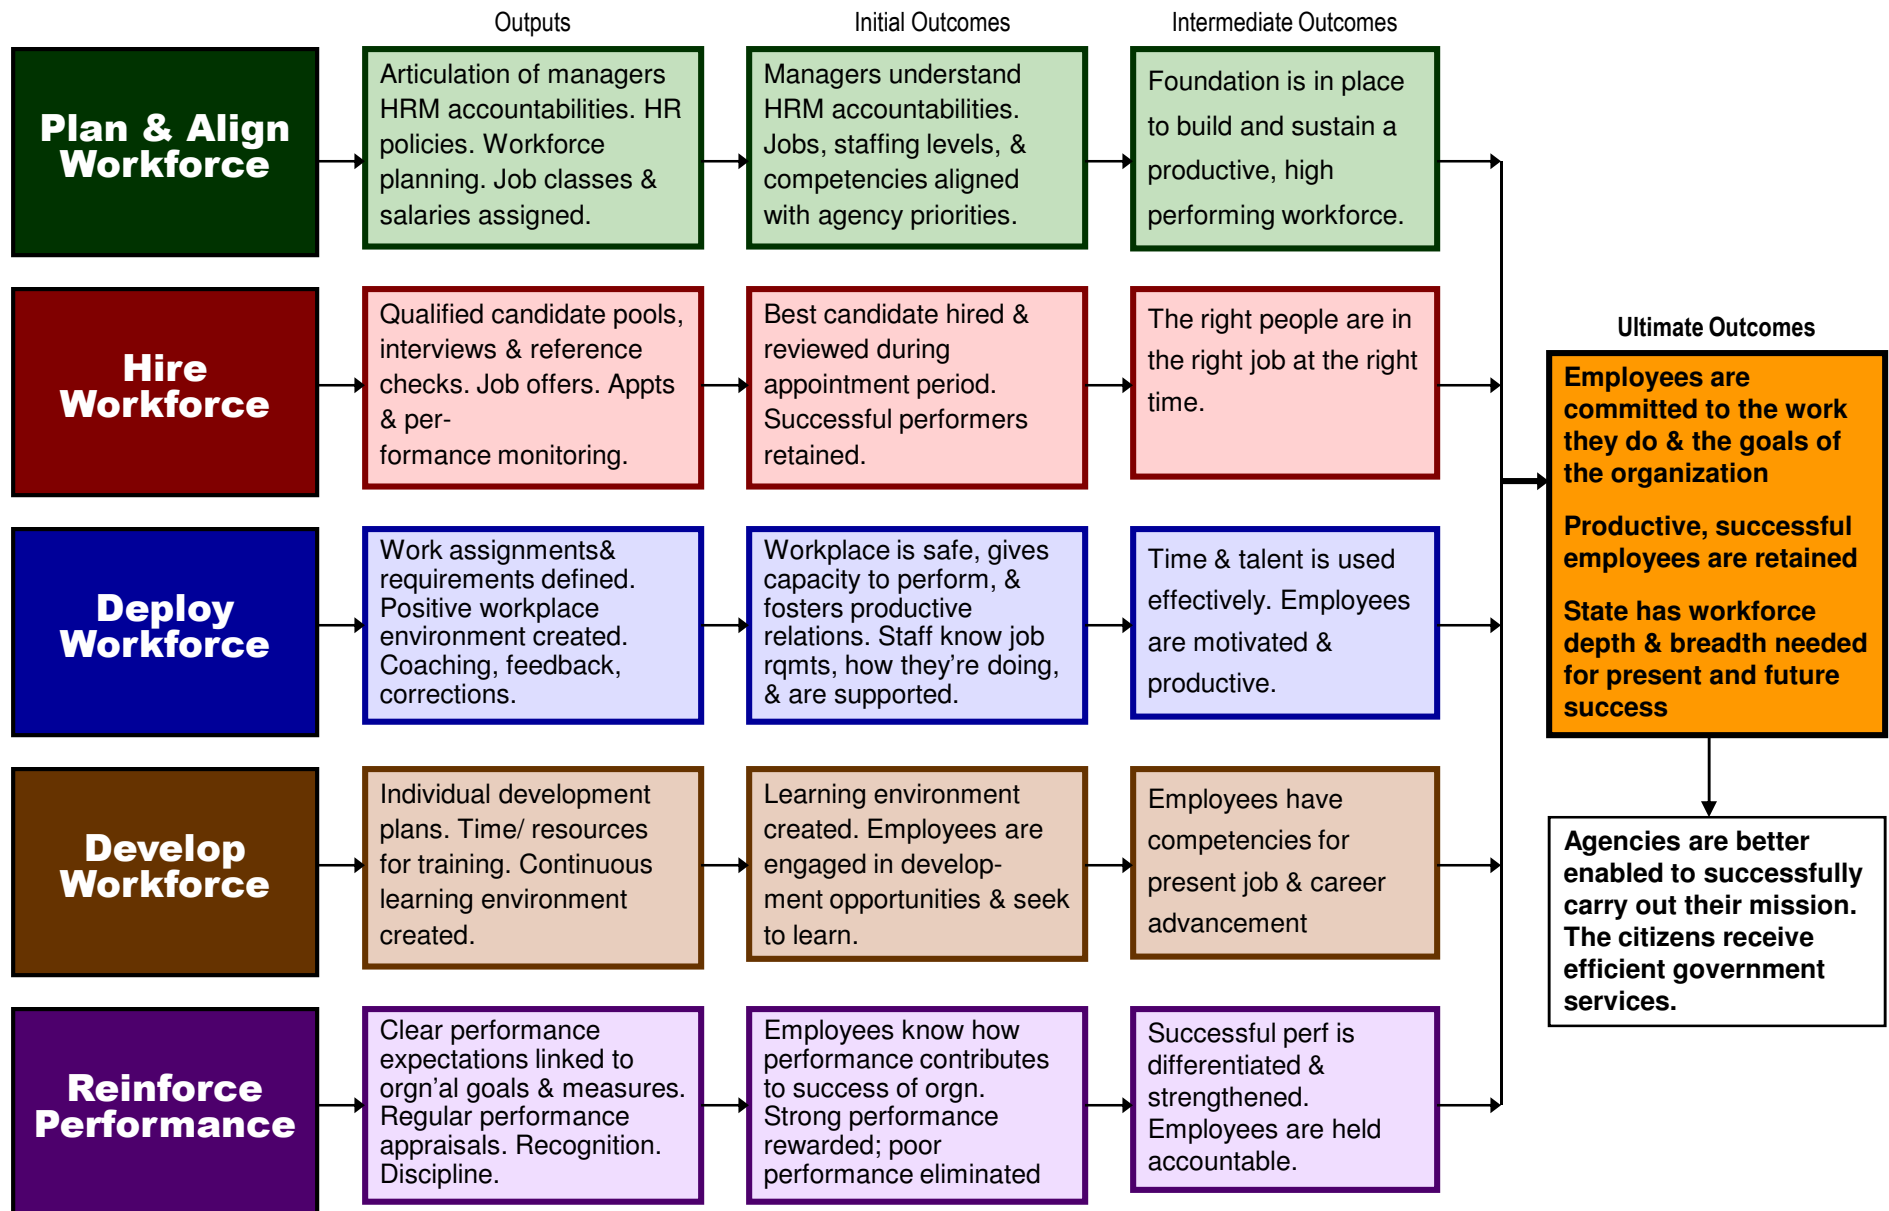 Outputs
Initial Outcomes
Intermediate Outcomes
Plan & Align
Workforce
Articulation of managers
HRM accountabilities. HR
policies. Workforce
planning. Job classes &
salaries assigned.
Managers understand
HRM accountabilities.
Jobs, staffing levels, &
competencies aligned
with agency priorities.
Foundation is in place
to build and sustain a
productive, high
performing workforce.
Hire
Workforce
Qualified candidate pools,
interviews & reference
checks. Job offers. Appts
& per-
formance monitoring.
Best candidate hired &
reviewed during
appointment period.
Successful performers
retained.
The right people are in
the right job at the right
time.
Deploy
Workforce
Work assignments&
requirements defined.
Positive workplace
environment created.
Coaching, feedback,
corrections.
Workplace is safe, gives
capacity to perform, &
fosters productive
relations. Staff know job
rqmts, how they’re doing,
& are supported.
Time & talent is used
effectively. Employees
are motivated &
productive.
Develop
Workforce
Individual development
plans. Time/ resources
for training. Continuous
learning environment
created.
Learning environment
created. Employees are
engaged in develop-
ment opportunities & seek
to learn.
Employees have
competencies for
present job & career
advancement
Reinforce
Performance
Clear performance
expectations linked to
orgn’al goals & measures.
Regular performance
appraisals. Recognition.
Discipline.
Employees know how
performance contributes
to success of orgn.
Strong performance
rewarded; poor
performance eliminated
Successful perf is
differentiated &
strengthened.
Employees are held
accountable.
Ultimate Outcomes
Employees are
committed to the work
they do & the goals of
the organization
Productive, successful
employees are retained
State has workforce
depth & breadth needed
for present and future
success
Agencies are better
enabled to successfully
carry out their mission.
The citizens receive
efficient government
services.